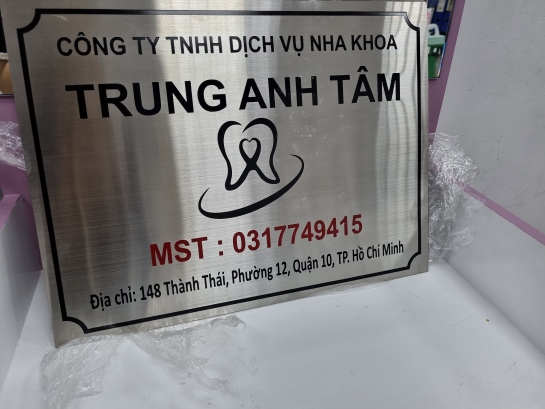 CÔNG TY TNHH DỊCH VỤ NHA KHOA
TRUNG ANH TÂM
MST : 0317749415
Địa chỉ: 148 Thành Thái, Phường 12, Quận 10, TP. Hồ Chí Minh